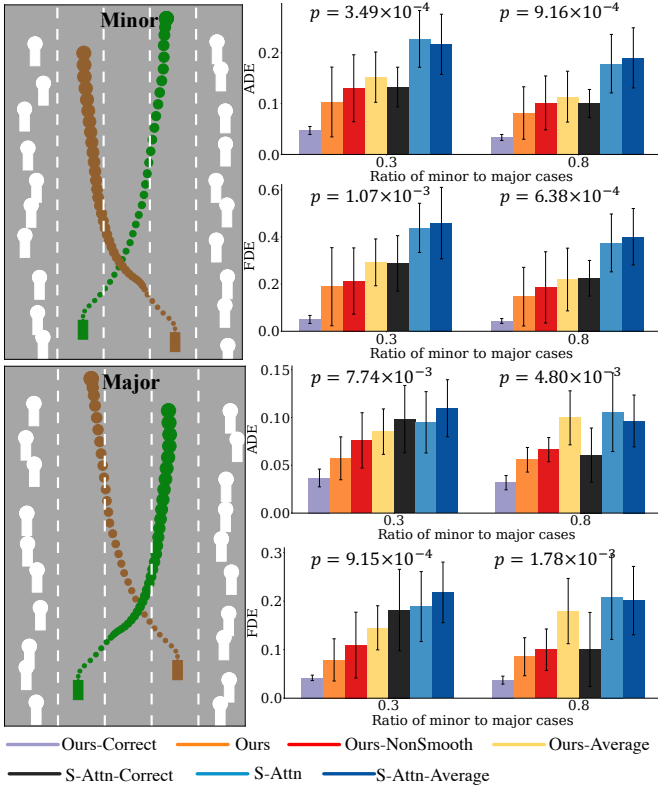 Minor
p = 3.49×10⁻⁴
p = 9.16×10⁻⁴
ADE
0.2
0.1
0.0
0.3
0.8
Ratio of minor to major cases
p = 1.07×10⁻³
p = 6.38×10⁻⁴
FDE
0.6
0.4
0.2
0.0
0.3
0.8
Ratio of minor to major cases
Major
p = 7.74×10⁻³
p = 4.80×10⁻³
ADE
0.15
0.10
0.05
0.00
0.3
0.8
Ratio of minor to major cases
p = 9.15×10⁻⁴
p = 1.78×10⁻³
FDE
0.3
0.2
0.1
0.0
0.3
0.8
Ratio of minor to major cases
Ours-Correct
Ours
Ours-NonSmooth
Ours-Average
S-Attn-Correct
S-Attn
S-Attn-Average